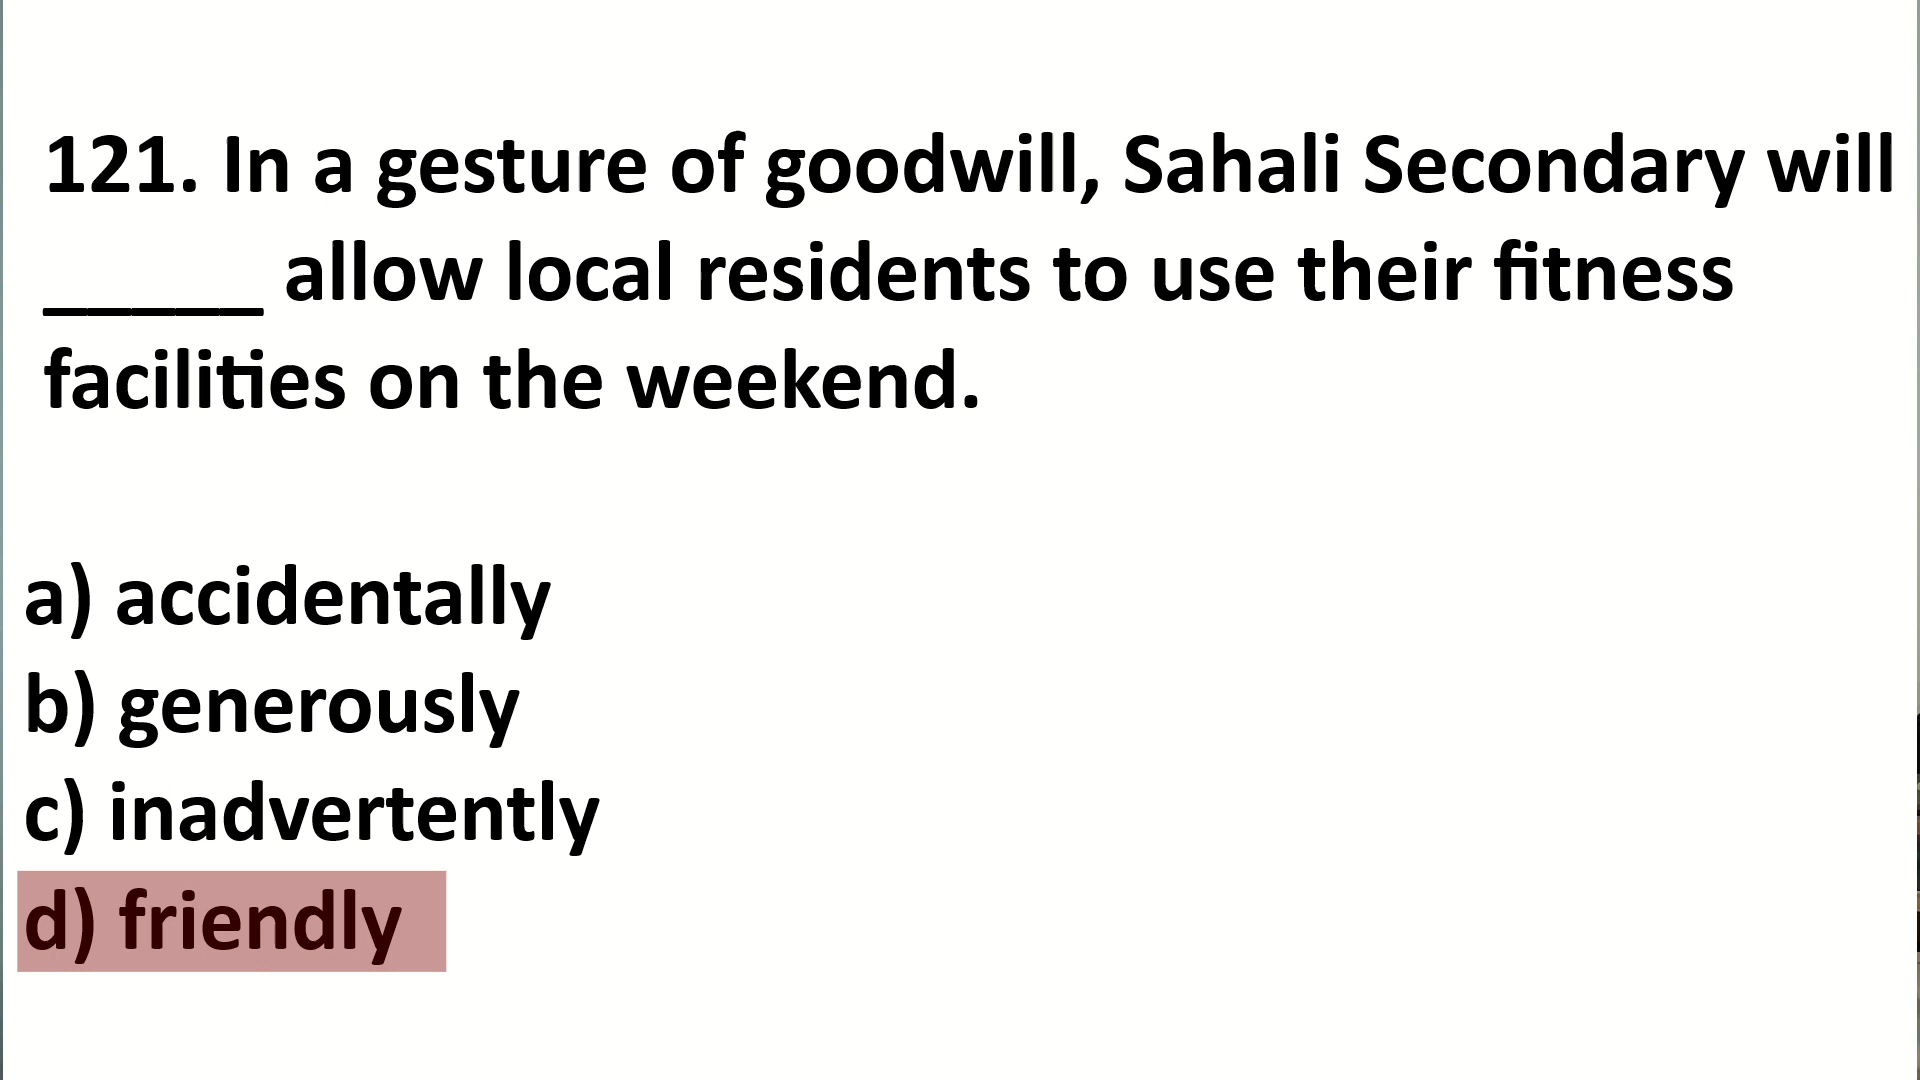 121. In a gesture of goodwill, Sahali Secondary will
_____ allow local residents to use their fitness
facilities on the weekend.
a) accidentally
b) generously
c) inadvertently
d) friendly